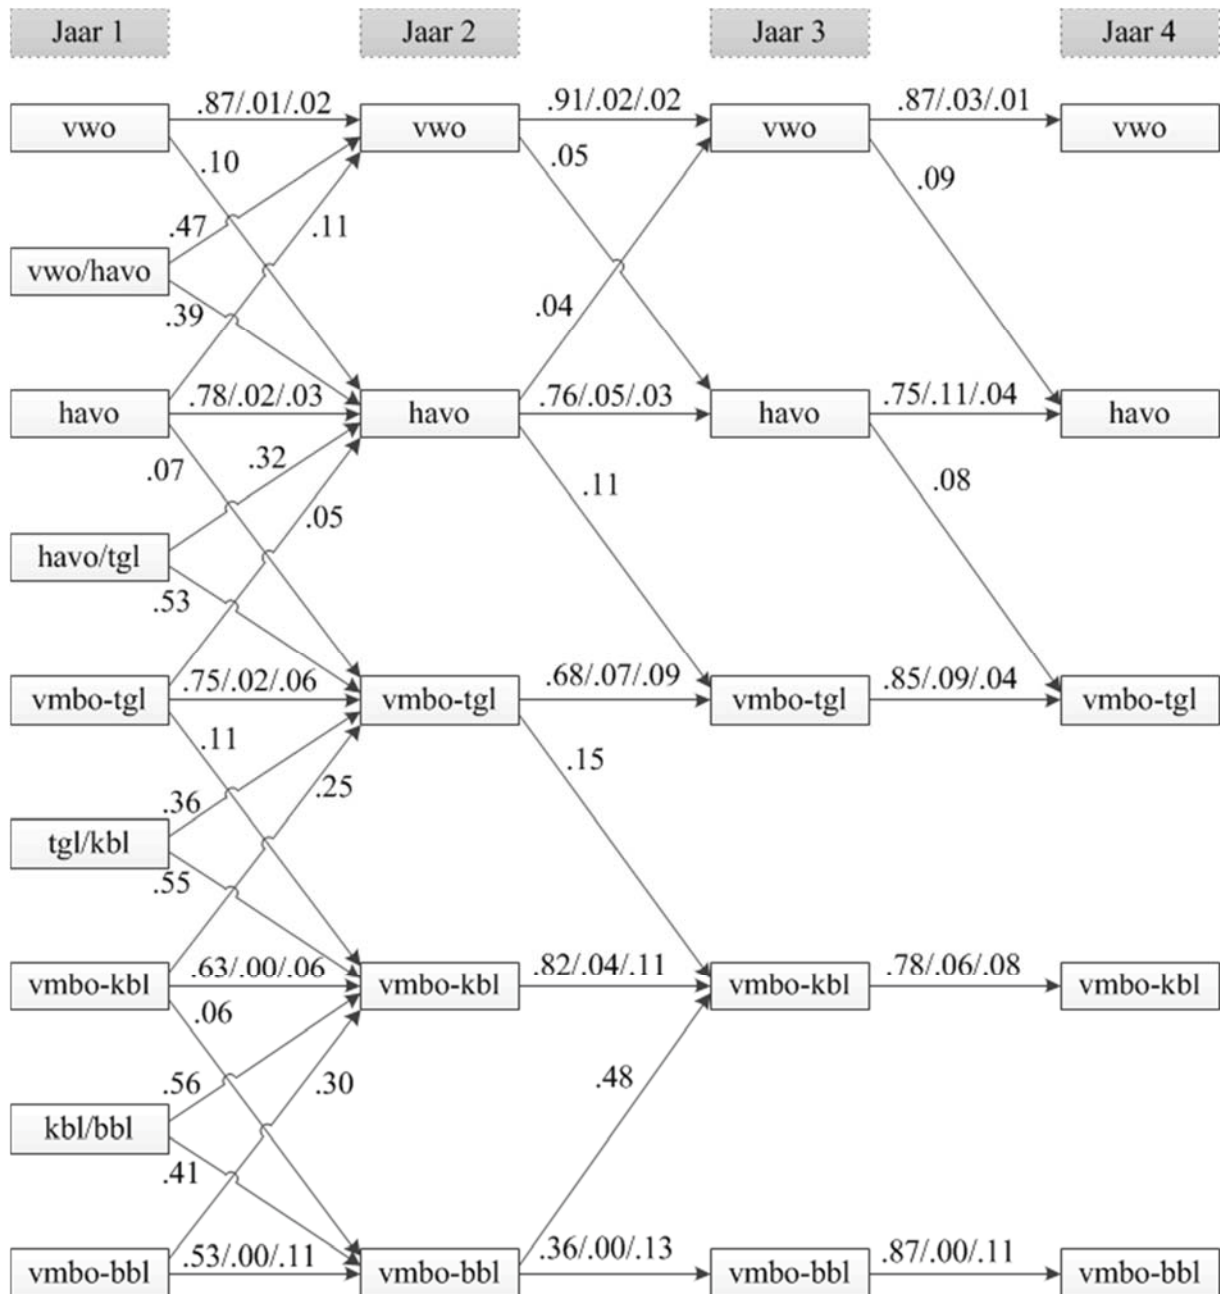 Jaar 1 Jaar 2 Jaar 3 Jaar 4
.87/.01/.02 .91/.02/.02 .87/.03/.01
vwo vwo vwo vwo
.10 .05 .09
.47 .11
vwo/havo
.39 .04
.78/.02/.03 .76/.05/.03 .75/.11/.04
havo havo havo havo
.07 .32 .11 .08
.05
havo/tgl
.53
.75/.02/.06 .68/.07/.09 .85/.09/.04
vmbo-tgl vmbo-tgl vmbo-tgl vmbo-tgl
.11 .15
.36 .25
tgl/kbl
.55
.63/.00/.06 .82/.04/.11 .78/.06/.08
vmbo-kbl vmbo-kbl vmbo-kbl vmbo-kbl
.06
.56 .30 .48
kbl/bbl
.41
.53/.00/.11 .36/.00/.13 .87/.00/.11
vmbo-bbl vmbo-bbl vmbo-bbl vmbo-bbl